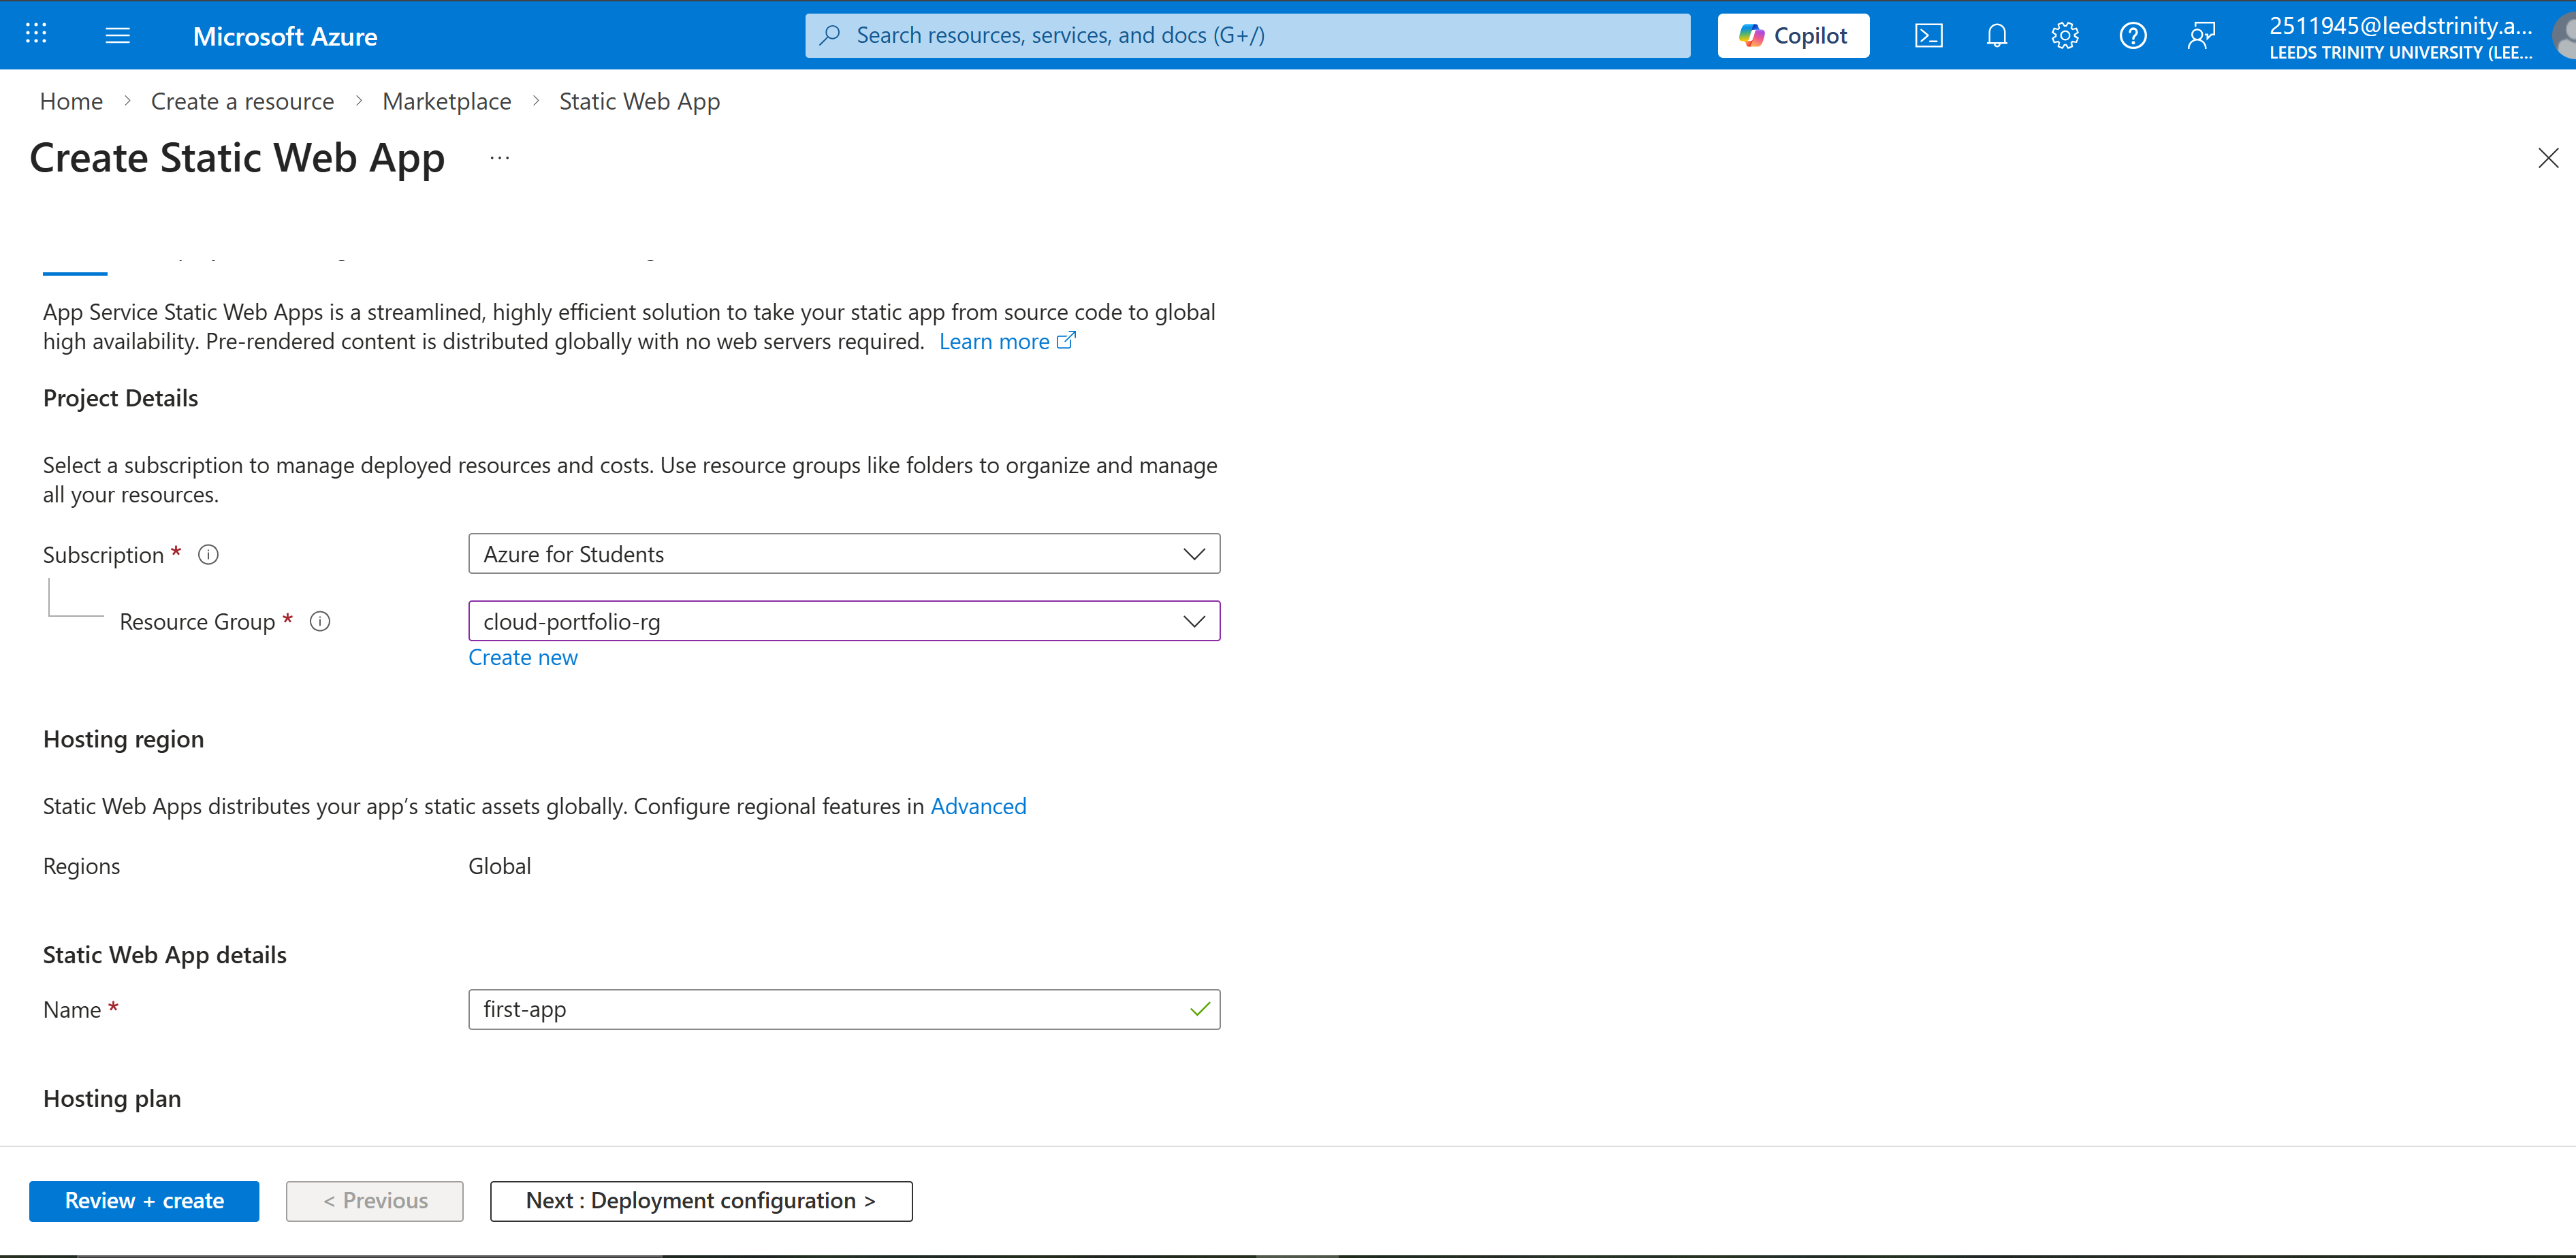 Microsoft Azure
Search resources, services, and docs (G+/)
Copilot
2511945@leedstrinity.a...
LEEDS TRINITY UNIVERSITY (LEE...
Home > Create a resource > Marketplace > Static Web App
Create Static Web App ...
App Service Static Web Apps is a streamlined, highly efficient solution to take your static app from source code to global
high availability. Pre-rendered content is distributed globally with no web servers required. Learn more
Project Details
Select a subscription to manage deployed resources and costs. Use resource groups like folders to organize and manage
all your resources.
Subscription * Azure for Students
Resource Group * cloud-portfolio-rg
Create new
Hosting region
Static Web Apps distributes your app’s static assets globally. Configure regional features in Advanced
Regions Global
Static Web App details
Name * first-app
Hosting plan
Review + create
< Previous
Next : Deployment configuration >